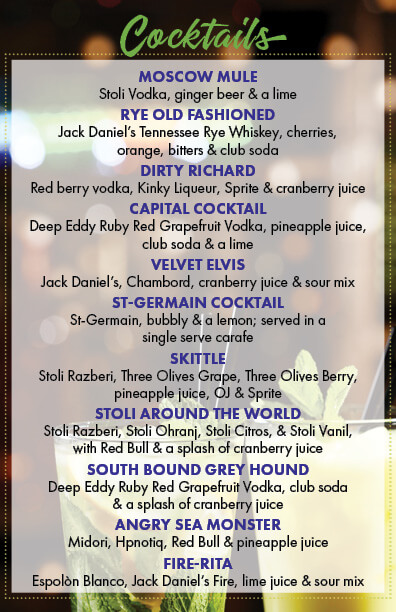 Cocktails
MOSCOW MULE
Stoli Vodka, ginger beer & a lime
RYE OLD FASHIONED
Jack Daniel's Tennessee Rye Whiskey, cherries,
orange, bitters & club soda
DIRTY RICHARD
Red berry vodka, Kinky Liqueur, Sprite & cranberry juice
CAPITAL COCKTAIL
Deep Eddy Ruby Red Grapefruit Vodka, pineapple juice,
club soda & a lime
VELVET ELVIS
Jack Daniel's, Chambord, cranberry juice & sour mix
ST-GERMAIN COCKTAIL
St-Germain, bubbly & a lemon; served in a
single serve carafe
SKITTLE
Stoli Razberi, Three Olives Grape, Three Olives Berry,
pineapple juice, OJ & Sprite
STOLI AROUND THE WORLD
Stoli Razberi, Stoli Ohranj, Stoli Citros, & Stoli Vanil,
with Red Bull & a splash of cranberry juice
SOUTH BOUND GREY HOUND
Deep Eddy Ruby Red Grapefruit Vodka, club soda
& a splash of cranberry juice
ANGRY SEA MONSTER
Midori, Hpnotiq, Red Bull & pineapple juice
FIRE-RITA
Espolòn Blanco, Jack Daniel's Fire, lime juice & sour mix